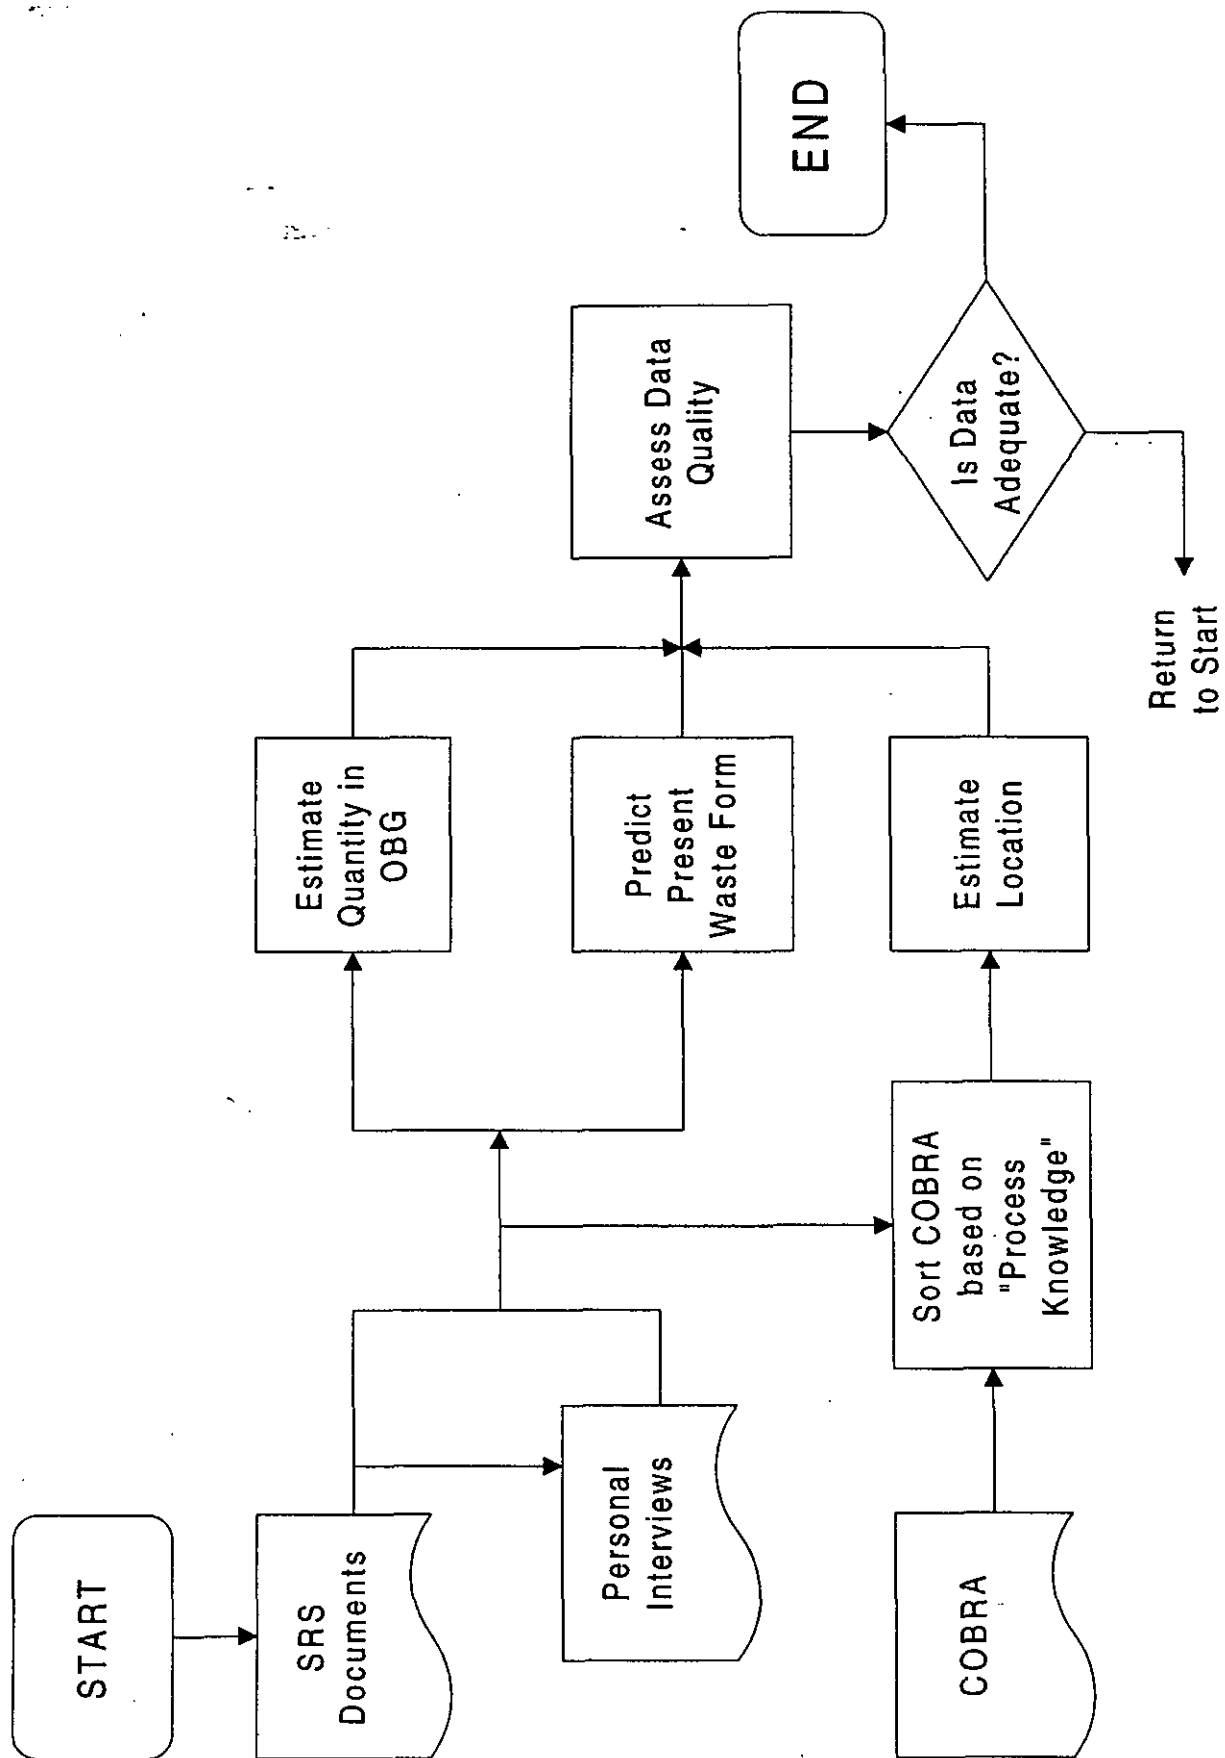 START
SRS
Documents
Personal
Interviews
COBRA
Sort COBRA
based on
"Process
Knowledge"
Estimate
Quantity in
OBG
Predict
Present
Waste Form
Estimate
Location
Assess Data
Quality
Is Data
Adequate?
Return
to Start
END